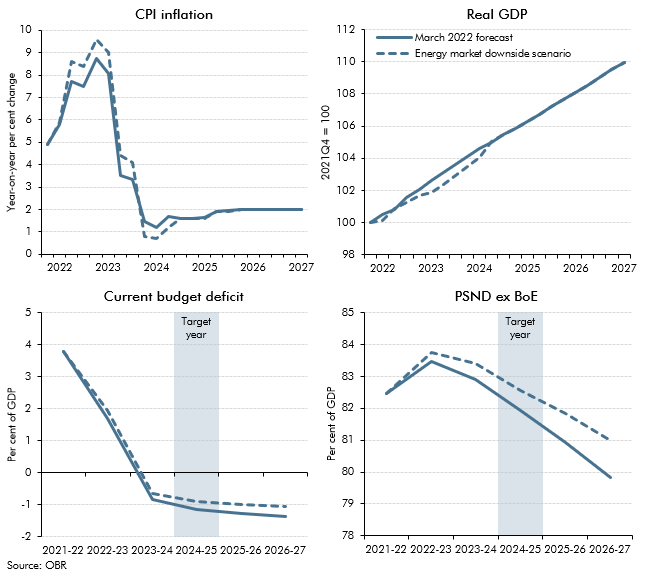 CPI inflation
10
9
8
7
6
5
4
3
2
1
0
Year-on-year per cent change
2022 2023 2024 2025 2026 2027
Real GDP
112
110
108
106
104
102
100
98
2021Q4 = 100
March 2022 forecast
Energy market downside scenario
2022 2023 2024 2025 2026 2027
Current budget deficit
5
4
3
2
1
0
-1
-2
Per cent of GDP
Target
year
2021-22 2022-23 2023-24 2024-25 2025-26 2026-27
PSND ex BoE
85
84
83
82
81
80
79
78
Per cent of GDP
Target
year
2021-22 2022-23 2023-24 2024-25 2025-26 2026-27
Source: OBR